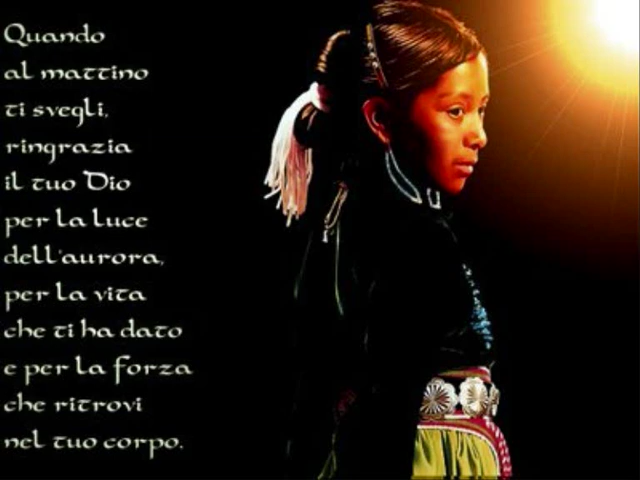 Quando
al mattino
ti svegli,
ringrazia
il tuo Dio
per la luce
dell'aurora,
per la vita
che ti ha dato
e per la forza
che ritrovi
nel tuo corpo.